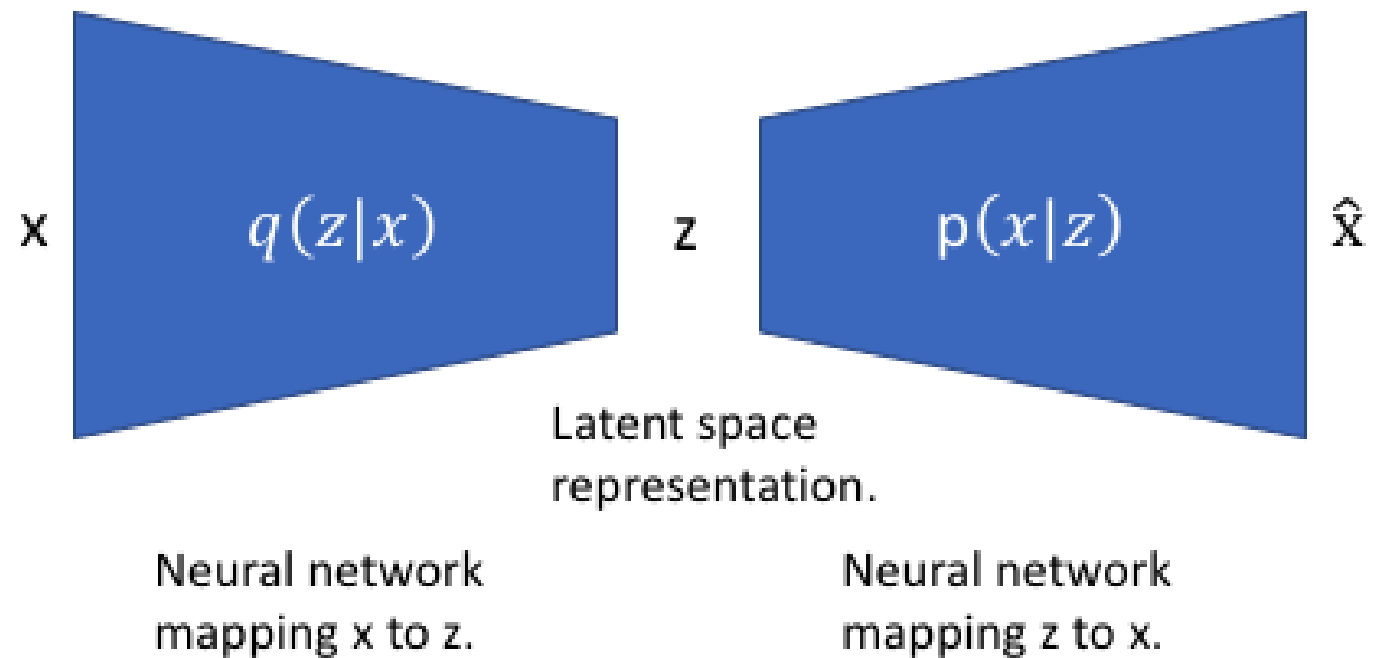 x q(z|x) z p(x|z) x̂
Latent space
representation.
Neural network Neural network
mapping x to z. mapping z to x.